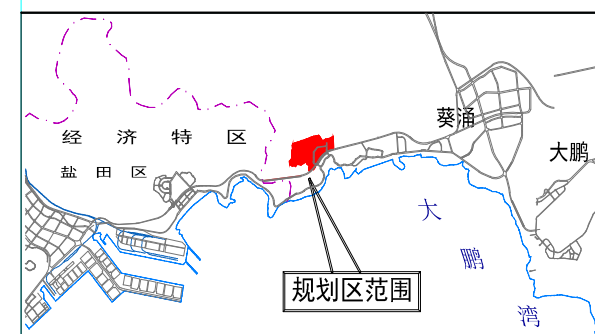 葵涌
经济特区
大鹏
盐田区
大鹏湾
规划区范围